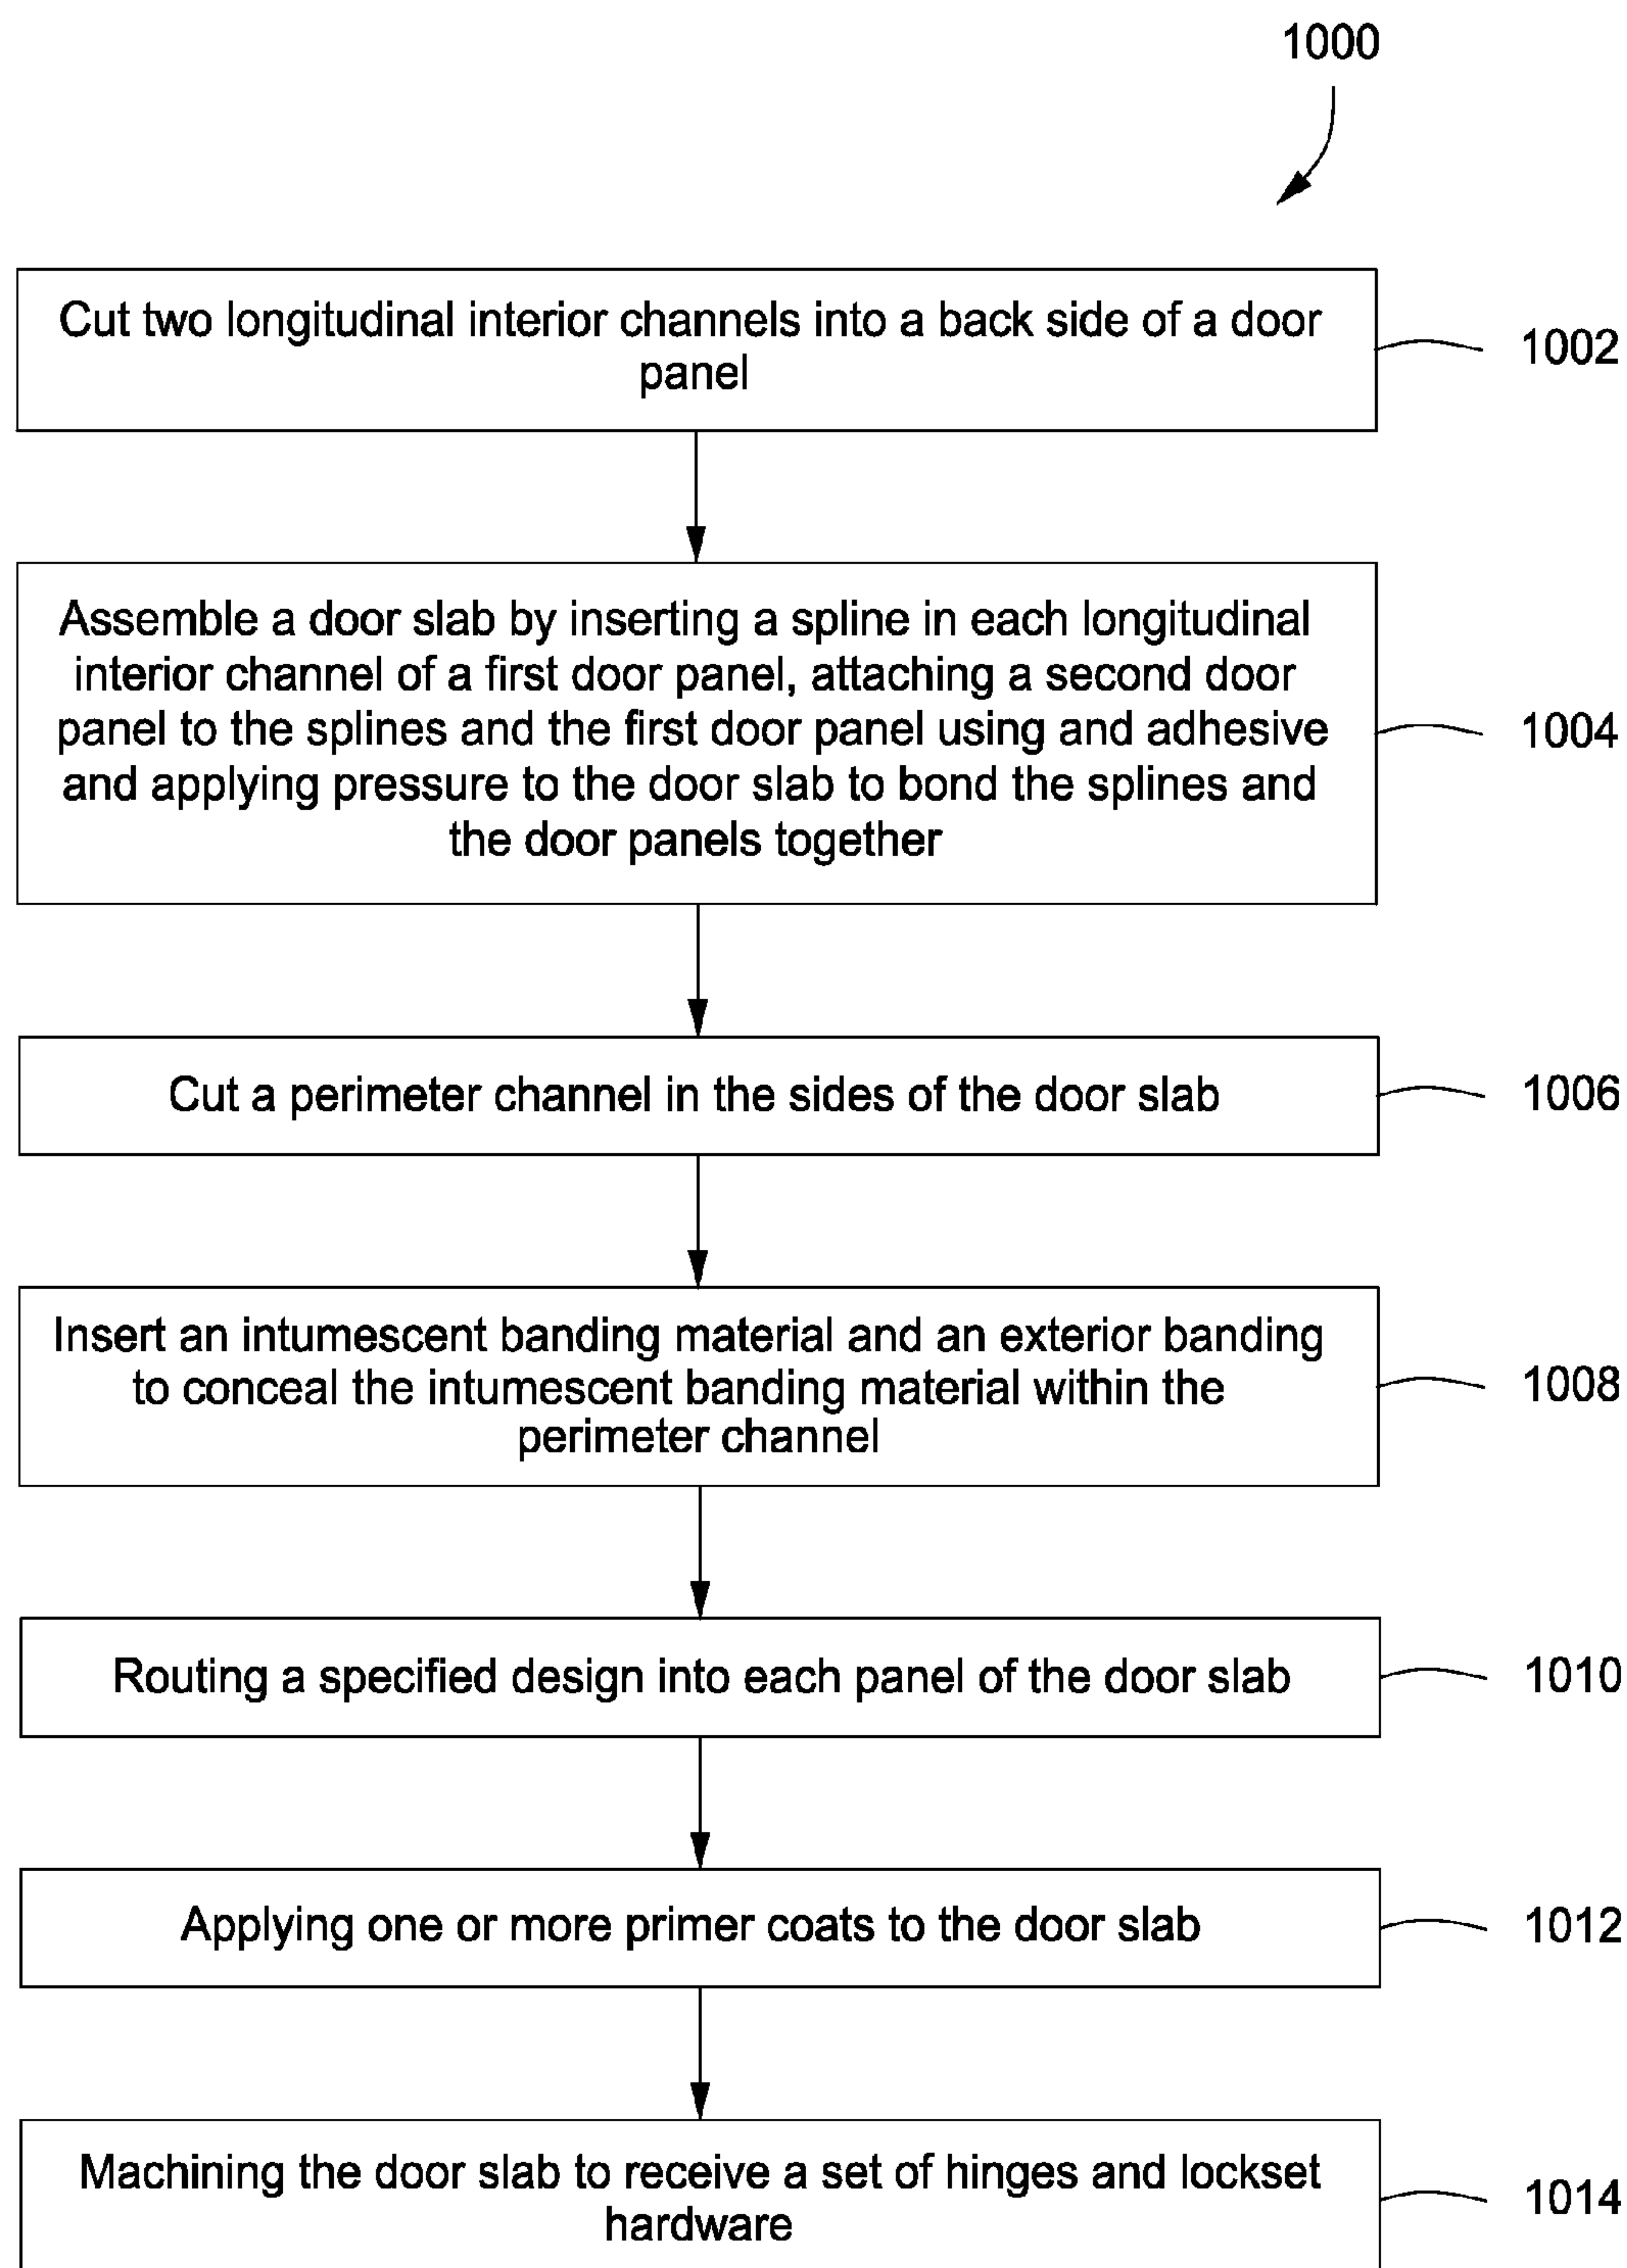 1000
Cut two longitudinal interior channels into a back side of a door
panel
1002
Assemble a door slab by inserting a spline in each longitudinal
interior channel of a first door panel, attaching a second door
panel to the splines and the first door panel using and adhesive
and applying pressure to the door slab to bond the splines and
the door panels together
1004
Cut a perimeter channel in the sides of the door slab
1006
Insert an intumescent banding material and an exterior banding
to conceal the intumescent banding material within the
perimeter channel
1008
Routing a specified design into each panel of the door slab
1010
Applying one or more primer coats to the door slab
1012
Machining the door slab to receive a set of hinges and lockset
hardware
1014